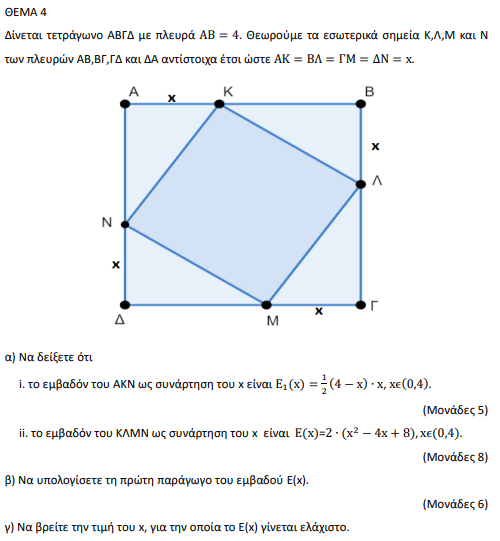 ΘΕΜΑ 4
Δίνεται τετράγωνο ΑΒΓΔ με πλευρά AB = 4. Θεωρούμε τα εσωτερικά σημεία Κ,Λ,Μ και Ν
των πλευρών ΑΒ,ΒΓ,ΓΔ και ΔΑ αντίστοιχα έτσι ώστε ΑΚ = ΒΛ = ΓΜ = ΔΝ = x.
Α x Κ Β
x
Λ
Ν
x
Δ Μ x Γ
α) Να δείξετε ότι
i. το εμβαδόν του ΑΚΝ ως συνάρτηση του x είναι E₁(x) = ½(4 − x) · x, xϵ(0,4).
(Μονάδες 5)
ii. το εμβαδόν του ΚΛΜΝ ως συνάρτηση του x είναι E(x)=2 · (x² − 4x + 8), xϵ(0,4).
(Μονάδες 8)
β) Να υπολογίσετε τη πρώτη παράγωγο του εμβαδού Ε(x).
(Μονάδες 6)
γ) Να βρείτε την τιμή του x, για την οποία το Ε(x) γίνεται ελάχιστο.